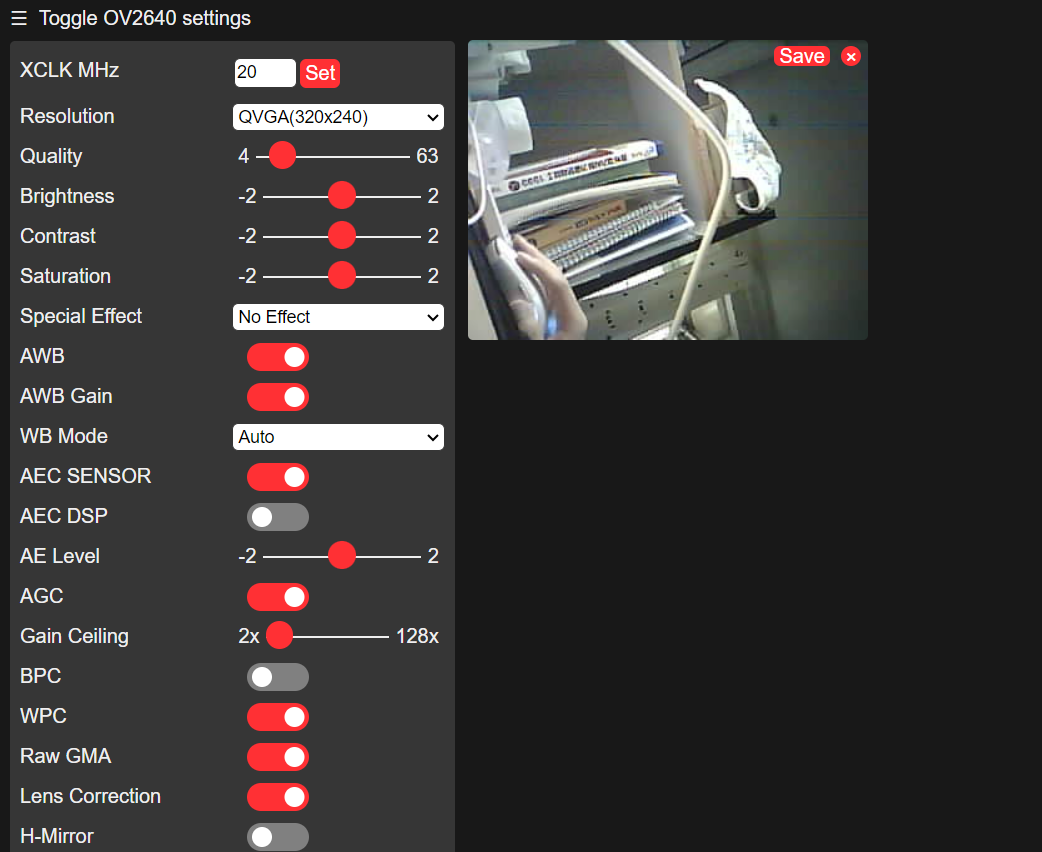 ☰ Toggle OV2640 settings
XCLK MHz 20 Set
Resolution QVGA(320x240)
Quality 4 63
Brightness -2 2
Contrast -2 2
Saturation -2 2
Special Effect No Effect
AWB
AWB Gain
WB Mode Auto
AEC SENSOR
AEC DSP
AE Level -2 2
AGC
Gain Ceiling 2x 128x
BPC
WPC
Raw GMA
Lens Correction
H-Mirror
Save ×